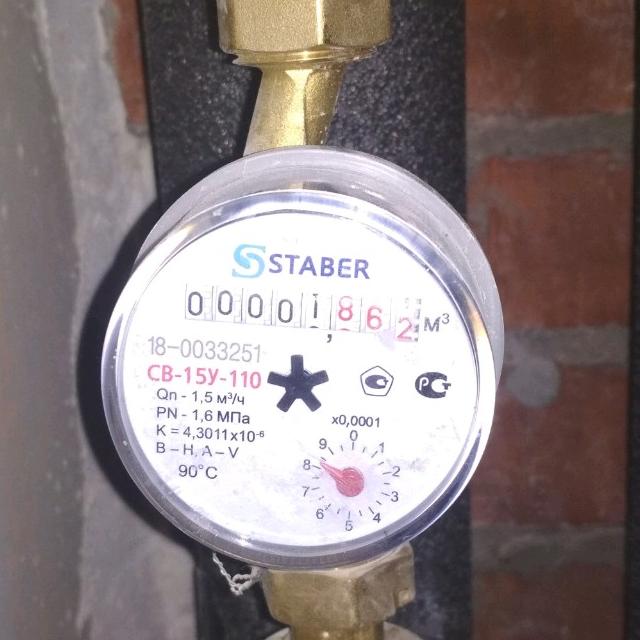 STABER
00001,862 м³
18-0033251
СВ-15У-110
Qn - 1,5 м³/ч
PN - 1,6 МПа
K = 4,3011x10⁻⁶
B – H, A – V
90°C
x0,0001
0 1 2 3 4 5 6 7 8 9